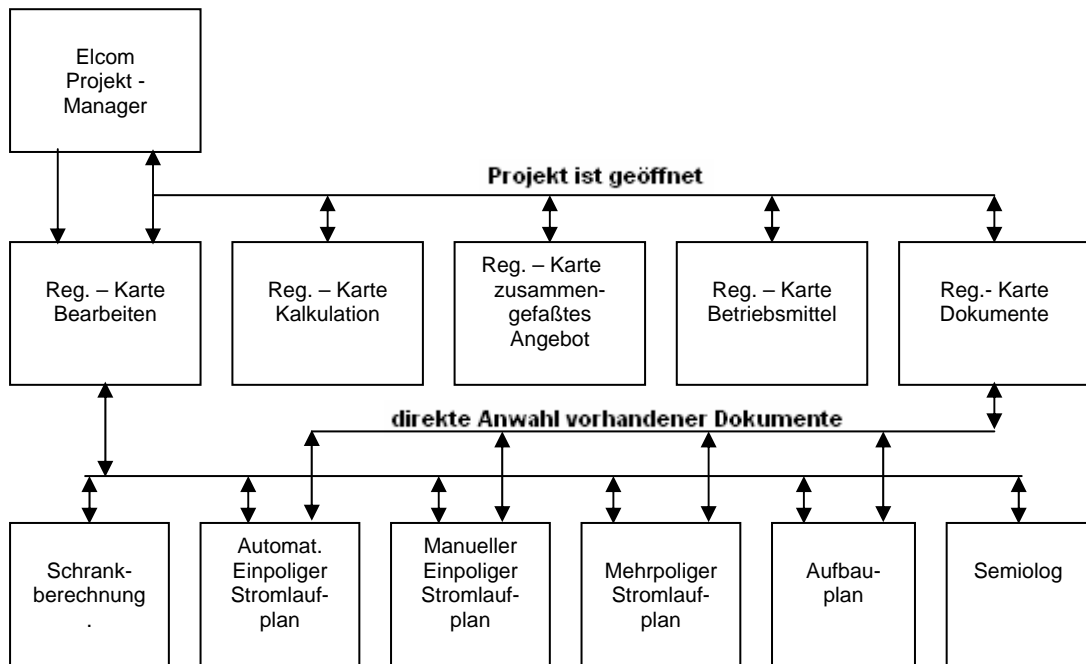 Elcom
Projekt -
Manager
Projekt ist geöffnet
Reg. – Karte
Bearbeiten
Reg. – Karte
Kalkulation
Reg. – Karte
zusammen-
gefaßtes
Angebot
Reg. – Karte
Betriebsmittel
Reg.- Karte
Dokumente
direkte Anwahl vorhandener Dokumente
Schrank-
berechnung
.
Automat.
Einpoliger
Stromlauf-
plan
Manueller
Einpoliger
Stromlauf-
plan
Mehrpoliger
Stromlauf-
plan
Aufbau-
plan
Semiolog